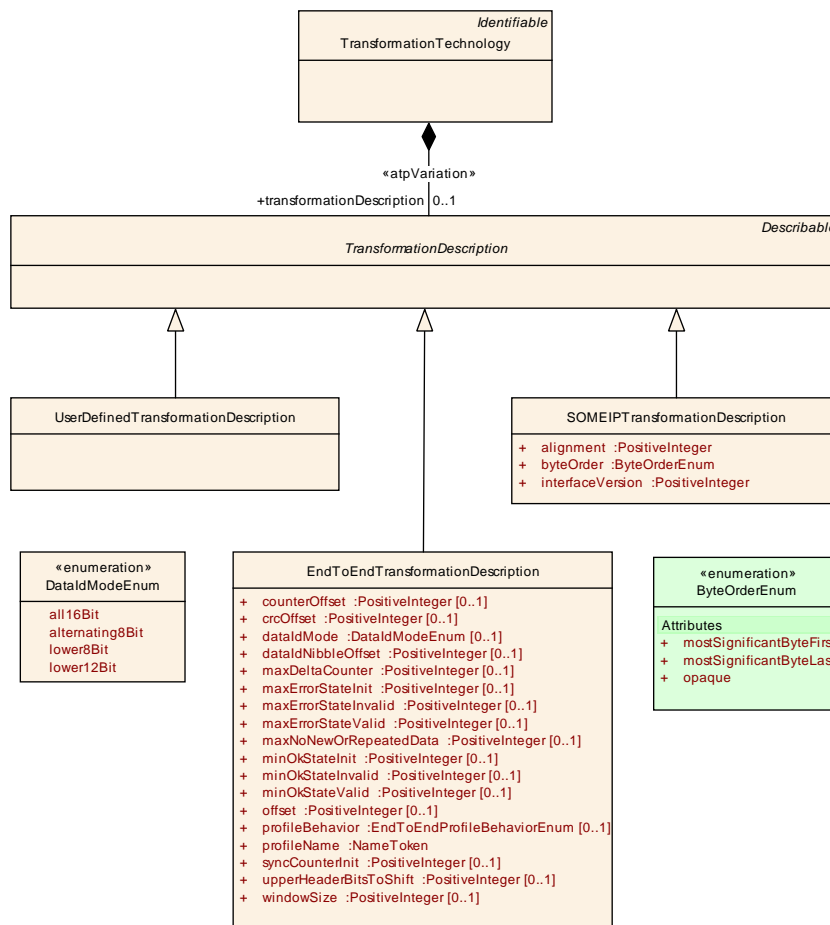 Identifiable
TransformationTechnology
«atpVariation»
+transformationDescription 0..1
Describable
TransformationDescription
UserDefinedTransformationDescription
SOMEIPTransformationDescription
+ alignment :PositiveInteger
+ byteOrder :ByteOrderEnum
+ interfaceVersion :PositiveInteger
«enumeration»
DataIdModeEnum
all16Bit
alternating8Bit
lower8Bit
lower12Bit
EndToEndTransformationDescription
+ counterOffset :PositiveInteger [0..1]
+ crcOffset :PositiveInteger [0..1]
+ dataIdMode :DataIdModeEnum [0..1]
+ dataIdNibbleOffset :PositiveInteger [0..1]
+ maxDeltaCounter :PositiveInteger [0..1]
+ maxErrorStateInit :PositiveInteger [0..1]
+ maxErrorStateInvalid :PositiveInteger [0..1]
+ maxErrorStateValid :PositiveInteger [0..1]
+ maxNoNewOrRepeatedData :PositiveInteger [0..1]
+ minOkStateInit :PositiveInteger [0..1]
+ minOkStateInvalid :PositiveInteger [0..1]
+ minOkStateValid :PositiveInteger [0..1]
+ offset :PositiveInteger [0..1]
+ profileBehavior :EndToEndProfileBehaviorEnum [0..1]
+ profileName :NameToken
+ syncCounterInit :PositiveInteger [0..1]
+ upperHeaderBitsToShift :PositiveInteger [0..1]
+ windowSize :PositiveInteger [0..1]
«enumeration»
ByteOrderEnum
Attributes
+ mostSignificantByteFirs
+ mostSignificantByteLas
+ opaque